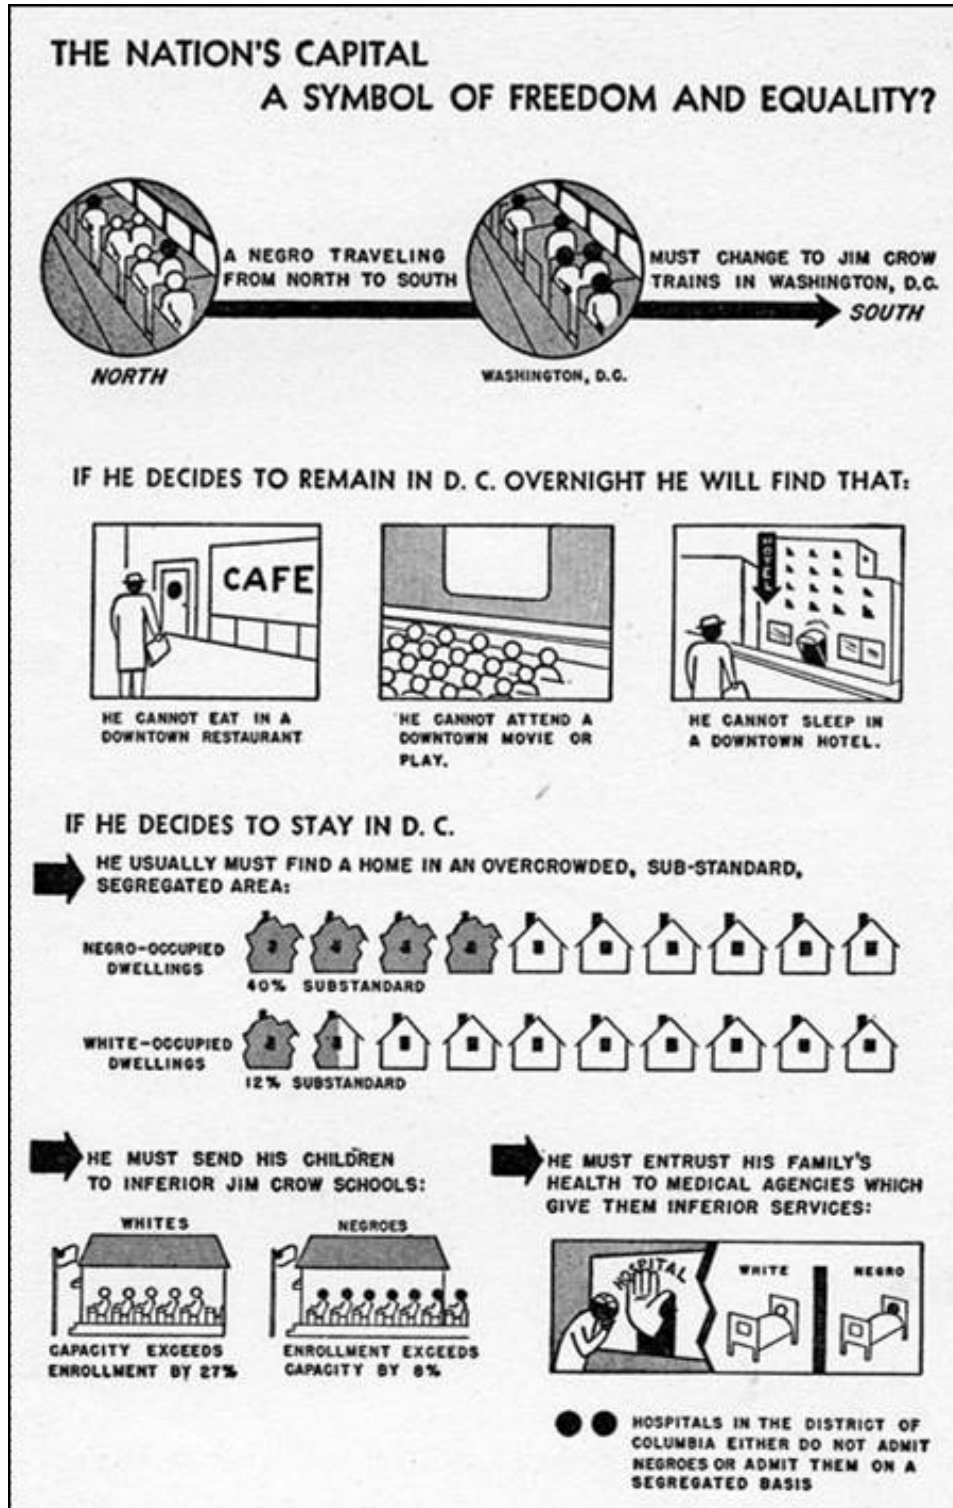 THE NATION'S CAPITAL
A SYMBOL OF FREEDOM AND EQUALITY?
A NEGRO TRAVELING
FROM NORTH TO SOUTH
MUST CHANGE TO JIM CROW
TRAINS IN WASHINGTON, D.C.
SOUTH
NORTH
WASHINGTON, D.C.
IF HE DECIDES TO REMAIN IN D. C. OVERNIGHT HE WILL FIND THAT:
CAFE
HOTEL
HE CANNOT EAT IN A
DOWNTOWN RESTAURANT
HE CANNOT ATTEND A
DOWNTOWN MOVIE OR
PLAY.
HE CANNOT SLEEP IN
A DOWNTOWN HOTEL.
IF HE DECIDES TO STAY IN D. C.
HE USUALLY MUST FIND A HOME IN AN OVERCROWDED, SUB-STANDARD,
SEGREGATED AREA:
NEGRO-OCCUPIED
DWELLINGS
40% SUBSTANDARD
WHITE-OCCUPIED
DWELLINGS
12% SUBSTANDARD
HE MUST SEND HIS CHILDREN
TO INFERIOR JIM CROW SCHOOLS:
WHITES
NEGROES
CAPACITY EXCEEDS
ENROLLMENT BY 27%
ENROLLMENT EXCEEDS
CAPACITY BY 8%
HE MUST ENTRUST HIS FAMILY'S
HEALTH TO MEDICAL AGENCIES WHICH
GIVE THEM INFERIOR SERVICES:
HOSPITAL
WHITE
NEGRO
HOSPITALS IN THE DISTRICT OF
COLUMBIA EITHER DO NOT ADMIT
NEGROES OR ADMIT THEM ON A
SEGREGATED BASIS